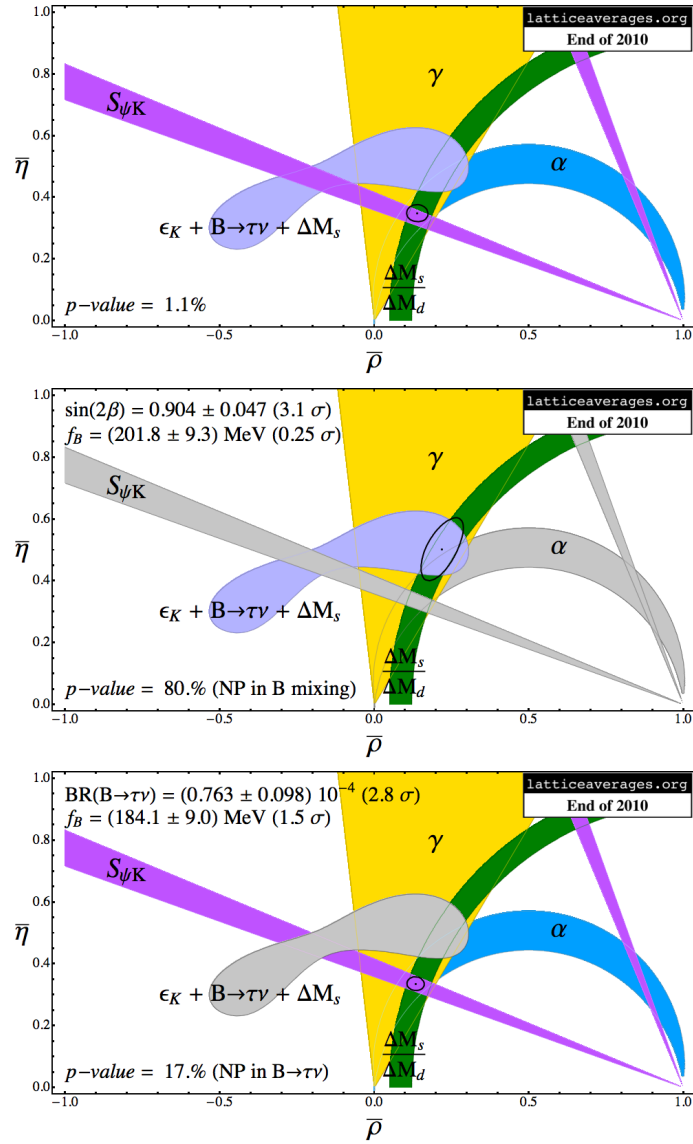 latticeaverages.org
End of 2010
1.0
0.8
0.6
0.4
0.2
0.0
η̅
S_ψK
γ
α
ϵ_K + B→τν + ΔM_s
ΔM_s
ΔM_d
p−value = 1.1%
−1.0
−0.5
0.0
0.5
1.0
ρ̅
sin(2β) = 0.904 ± 0.047 (3.1 σ)
f_B = (201.8 ± 9.3) MeV (0.25 σ)
latticeaverages.org
End of 2010
1.0
0.8
0.6
0.4
0.2
0.0
η̅
S_ψK
γ
α
ϵ_K + B→τν + ΔM_s
ΔM_s
ΔM_d
p−value = 80.% (NP in B mixing)
−1.0
−0.5
0.0
0.5
1.0
ρ̅
BR(B→τν) = (0.763 ± 0.098) 10⁻⁴ (2.8 σ)
f_B = (184.1 ± 9.0) MeV (1.5 σ)
latticeaverages.org
End of 2010
1.0
0.8
0.6
0.4
0.2
0.0
η̅
S_ψK
γ
α
ϵ_K + B→τν + ΔM_s
ΔM_s
ΔM_d
p−value = 17.% (NP in B→τν)
−1.0
−0.5
0.0
0.5
1.0
ρ̅